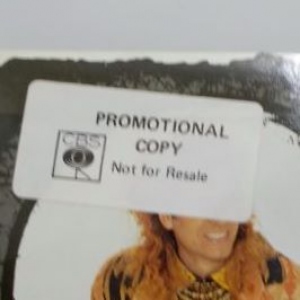 PROMOTIONAL
COPY
CBS
Not for Resale